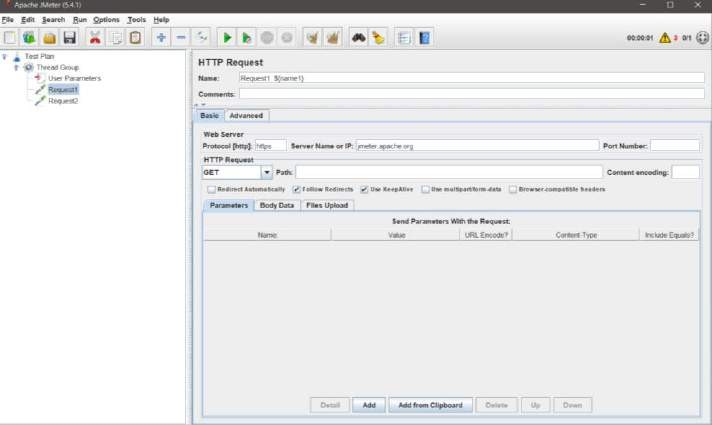 Apache JMeter (5.4.1)
File Edit Search Run Options Tools Help
00:00:01 3 0/1
Test Plan
Thread Group
User Parameters
Request1
Request2
HTTP Request
Name: Request1 ${name1}
Comments:
Basic Advanced
Web Server
Protocol [http]: https Server Name or IP: jmeter.apache.org Port Number:
HTTP Request
GET Path: Content encoding:
Redirect Automatically Follow Redirects Use KeepAlive Use multipart/form-data Browser-compatible headers
Parameters Body Data Files Upload
Send Parameters With the Request:
Name: Value URL Encode? Content-Type Include Equals?
Detail Add Add from Clipboard Delete Up Down